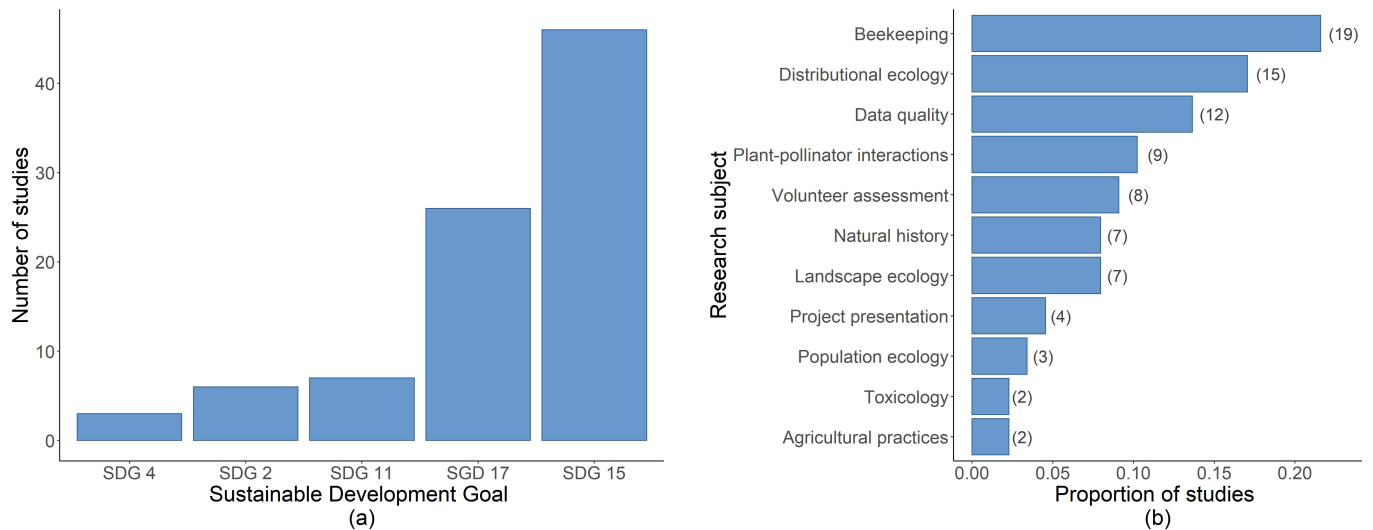 Number of studies
40
30
20
10
0
SDG 4
SDG 2
SDG 11
SGD 17
SDG 15
Sustainable Development Goal
(a)
Research subject
Beekeeping
(19)
Distributional ecology
(15)
Data quality
(12)
Plant-pollinator interactions
(9)
Volunteer assessment
(8)
Natural history
(7)
Landscape ecology
(7)
Project presentation
(4)
Population ecology
(3)
Toxicology
(2)
Agricultural practices
(2)
0.00
0.05
0.10
0.15
0.20
Proportion of studies
(b)